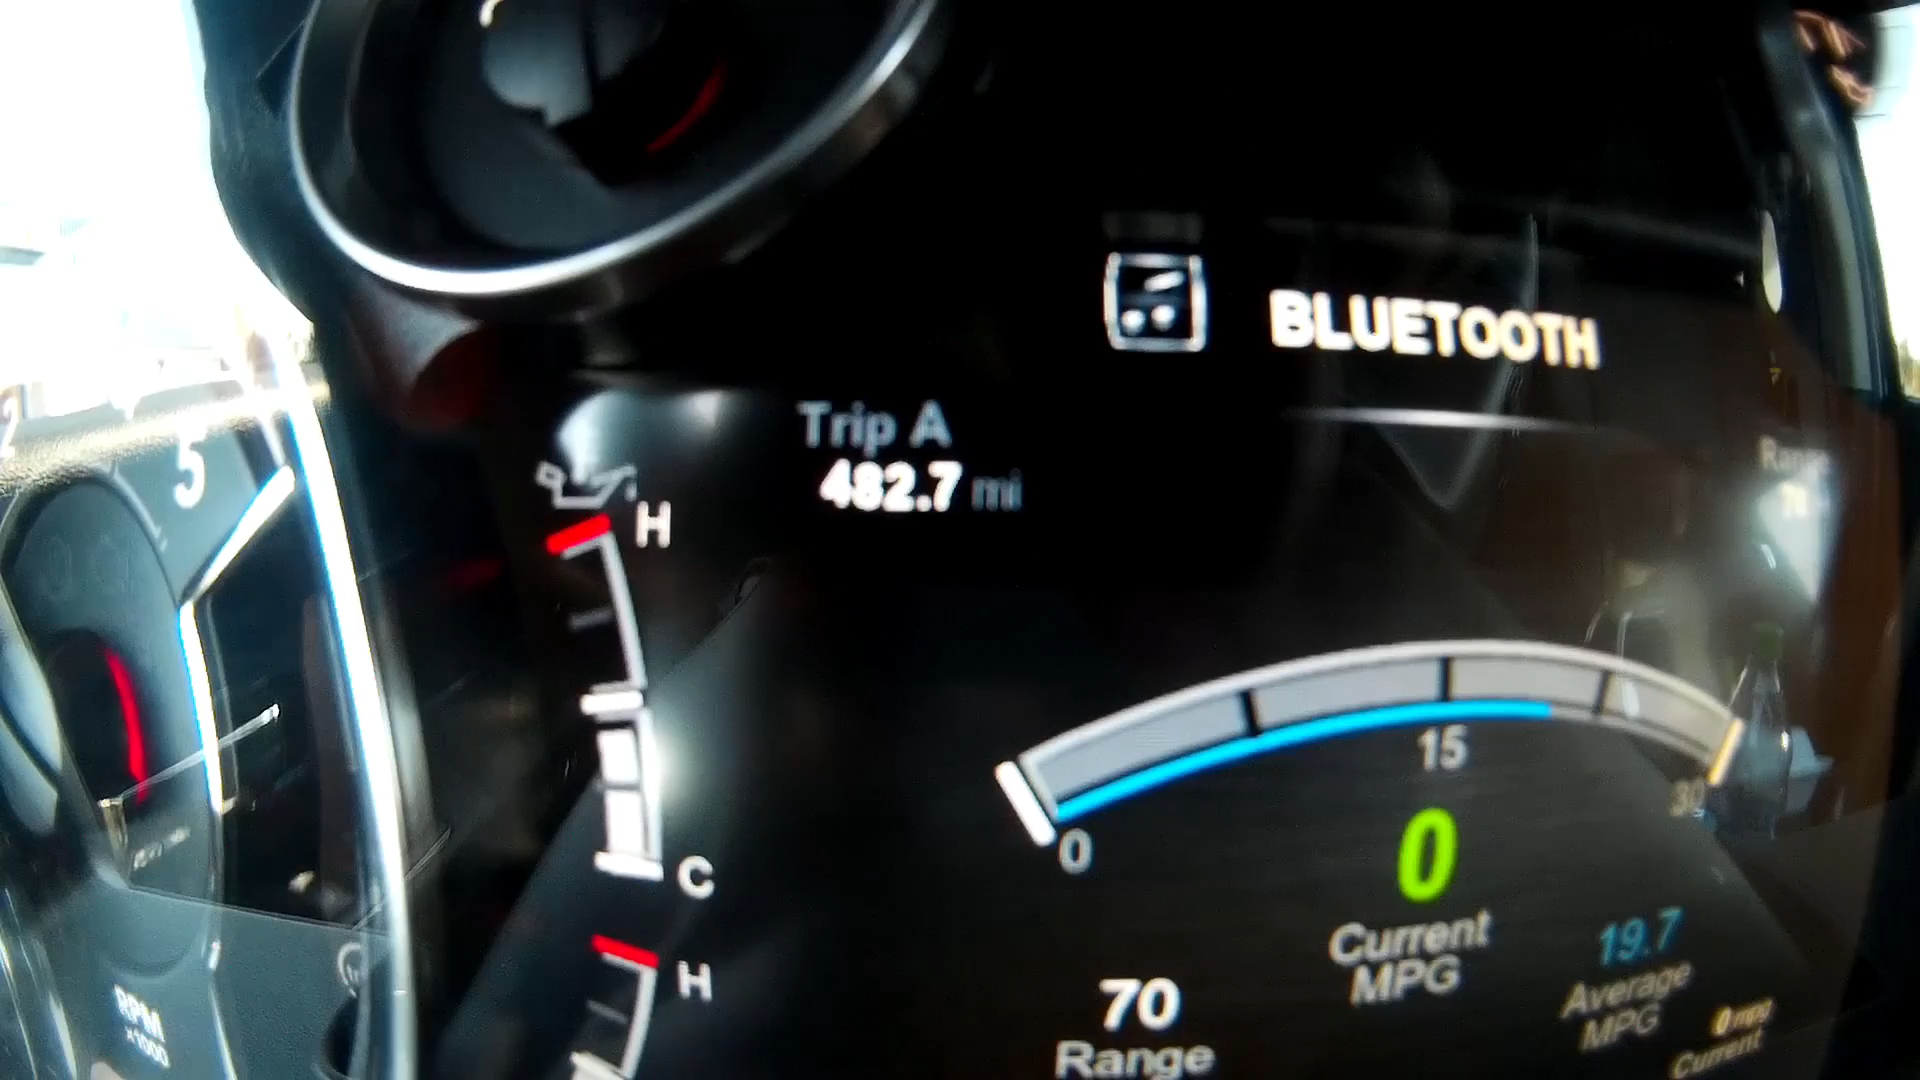 BLUETOOTH
Trip A
482.7 mi
5
H
C
H
RPM
x1000
0
15
30
0
Current
MPG
19.7
Average
MPG
70
Range
0 mpg
Current